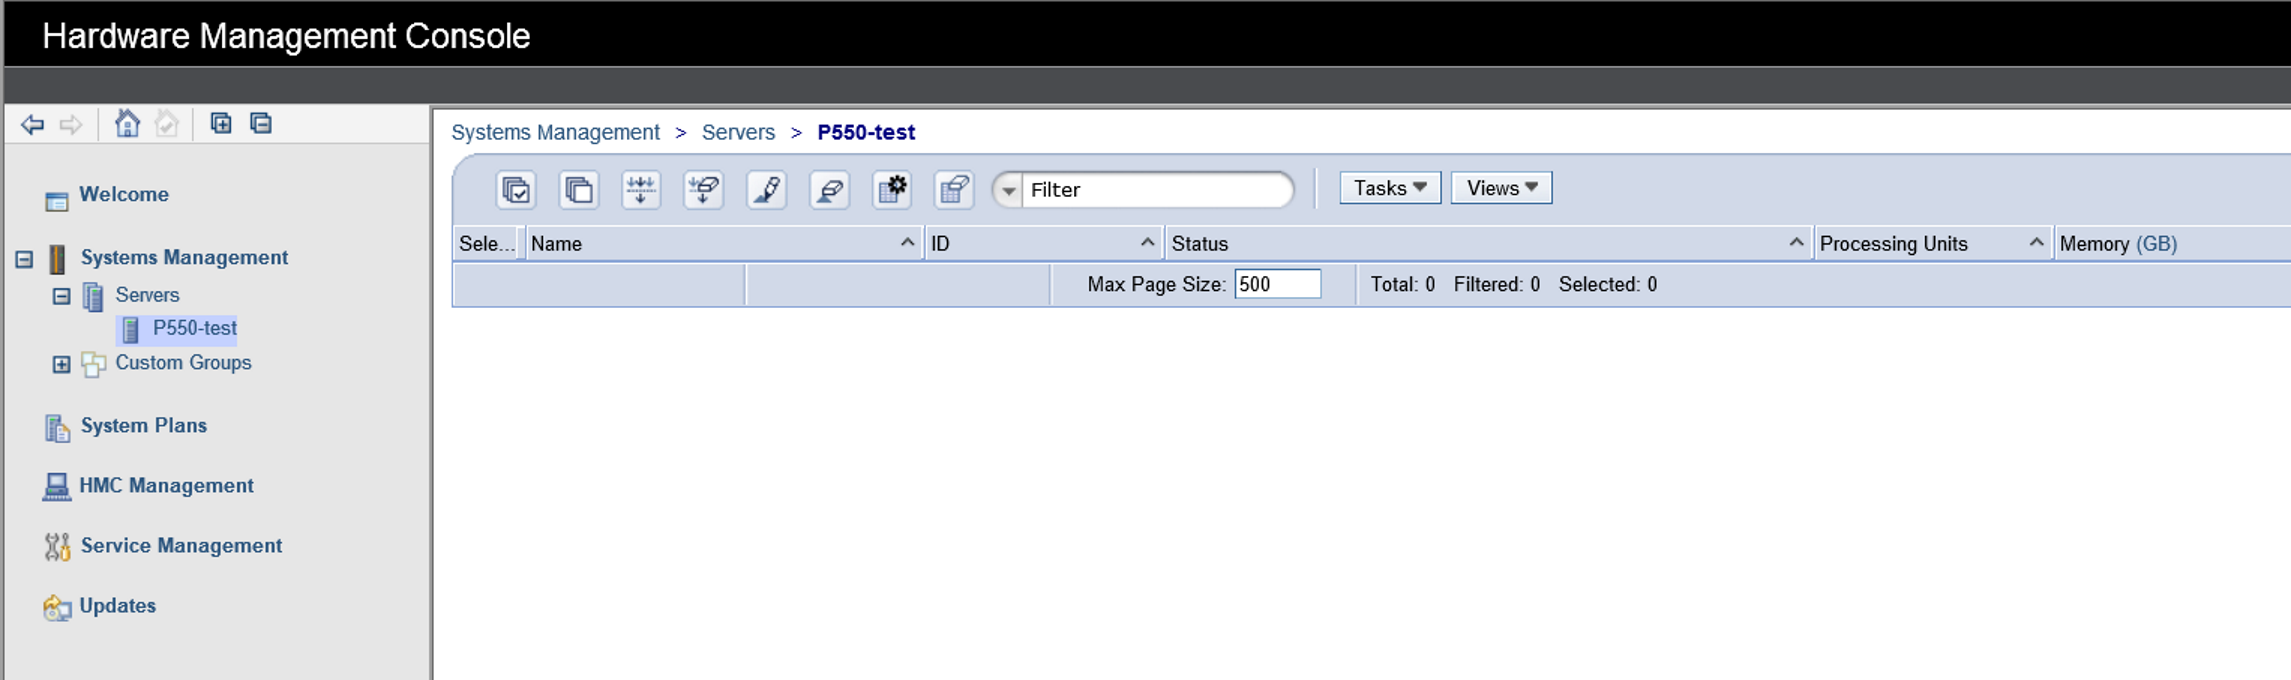 Hardware Management Console
Systems Management > Servers > P550-test
Welcome
Systems Management
Servers
P550-test
Custom Groups
System Plans
HMC Management
Service Management
Updates
Filter
Tasks
Views
Sele... Name ID Status Processing Units Memory (GB)
Max Page Size: 500 Total: 0 Filtered: 0 Selected: 0